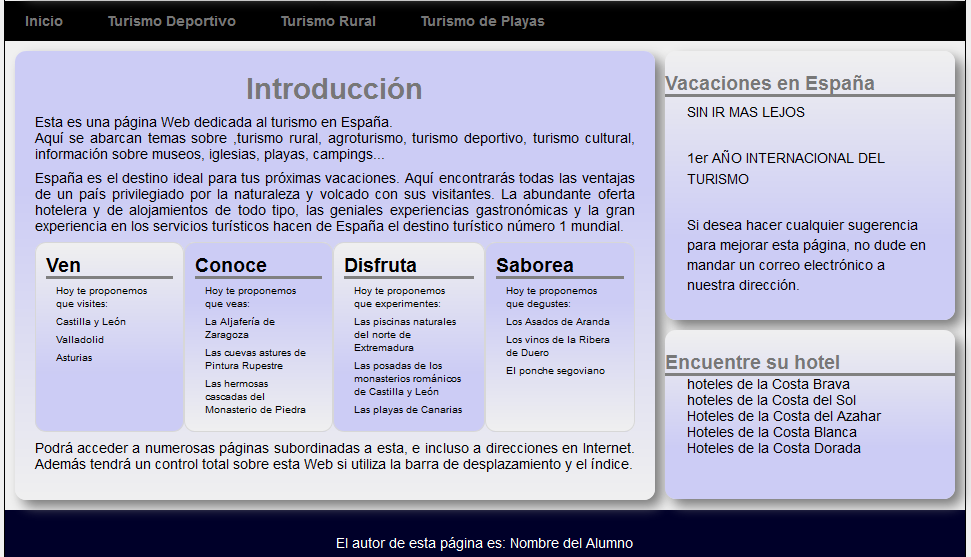 Inicio Turismo Deportivo Turismo Rural Turismo de Playas
Introducción
Esta es una página Web dedicada al turismo en España.
Aquí se abarcan temas sobre ,turismo rural, agroturismo, turismo deportivo, turismo cultural,
información sobre museos, iglesias, playas, campings...
España es el destino ideal para tus próximas vacaciones. Aquí encontrarás todas las ventajas
de un país privilegiado por la naturaleza y volcado con sus visitantes. La abundante oferta
hotelera y de alojamientos de todo tipo, las geniales experiencias gastronómicas y la gran
experiencia en los servicios turísticos hacen de España el destino turístico número 1 mundial.
Ven
Hoy te proponemos
que visites:
Castilla y León
Valladolid
Asturias
Conoce
Hoy te proponemos
que veas:
La Aljafería de
Zaragoza
Las cuevas astures de
Pintura Rupestre
Las hermosas
cascadas del
Monasterio de Piedra
Disfruta
Hoy te proponemos
que experimentes:
Las piscinas naturales
del norte de
Extremadura
Las posadas de los
monasterios románicos
de Castilla y León
Las playas de Canarias
Saborea
Hoy te proponemos
que degustes:
Los Asados de Aranda
Los vinos de la Ribera
de Duero
El ponche segoviano
Podrá acceder a numerosas páginas subordinadas a esta, e incluso a direcciones en Internet.
Además tendrá un control total sobre esta Web si utiliza la barra de desplazamiento y el índice.
Vacaciones en España
SIN IR MAS LEJOS
1er AÑO INTERNACIONAL DEL
TURISMO
Si desea hacer cualquier sugerencia
para mejorar esta página, no dude en
mandar un correo electrónico a
nuestra dirección.
Encuentre su hotel
hoteles de la Costa Brava
hoteles de la Costa del Sol
Hoteles de la Costa del Azahar
Hoteles de la Costa Blanca
Hoteles de la Costa Dorada
El autor de esta página es: Nombre del Alumno